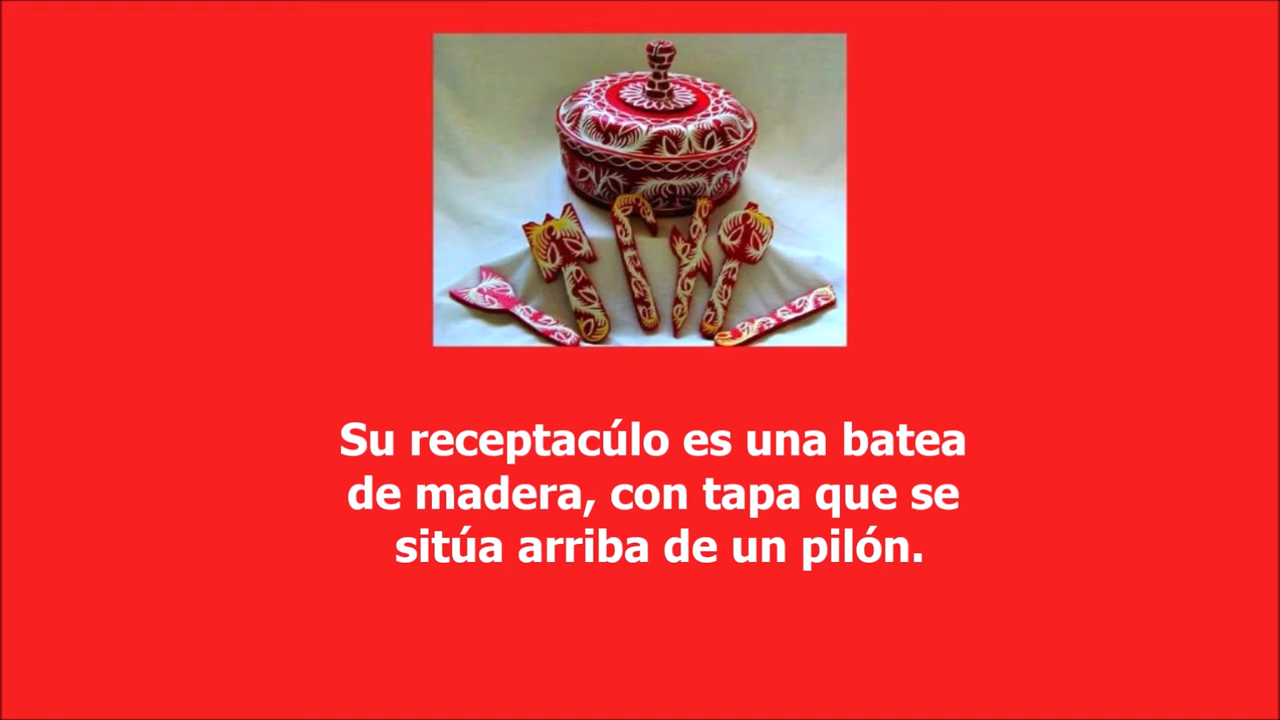 Su receptacúlo es una batea
de madera, con tapa que se
sitúa arriba de un pilón.